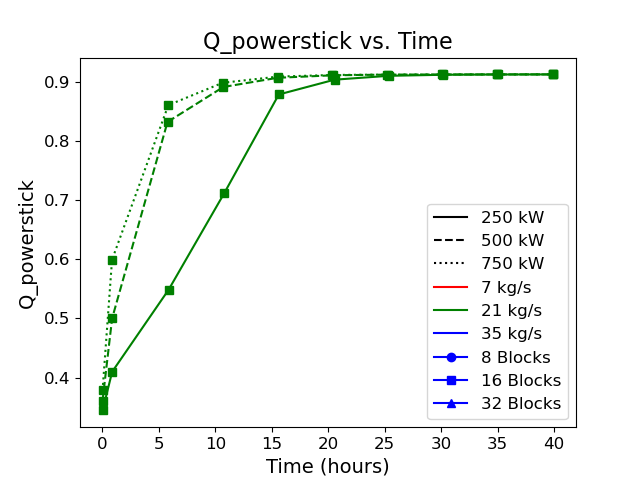 Q_powerstick vs. Time
Q_powerstick
0.9
0.8
0.7
0.6
0.5
0.4
250 kW
500 kW
750 kW
7 kg/s
21 kg/s
35 kg/s
8 Blocks
16 Blocks
32 Blocks
0 5 10 15 20 25 30 35 40
Time (hours)